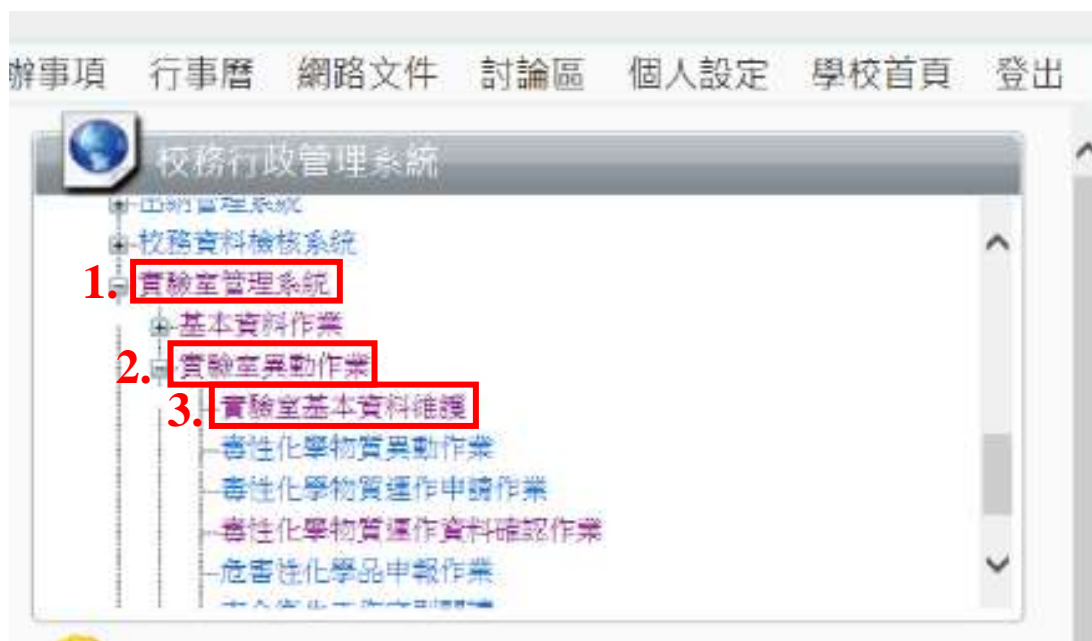 辦事項 行事曆 網路文件 討論區 個人設定 學校首頁 登出
校務行政管理系統
出納管理系統
校務資料檢核系統
1. 實驗室管理系統
基本資料作業
2. 實驗室異動作業
3. 實驗室基本資料維護
毒性化學物質異動作業
毒性化學物質運作申請作業
毒性化學物質運作資料確認作業
危害性化學品申報作業